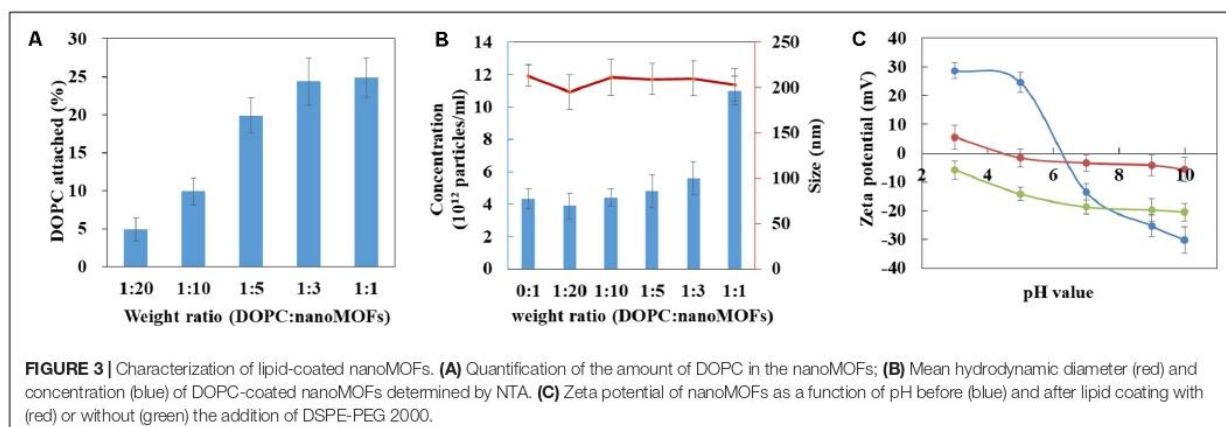 A
DOPC attached (%)
30
25
20
15
10
5
0
1:20 1:10 1:5 1:3 1:1
Weight ratio (DOPC:nanoMOFs)
B
Concentration
(10¹² particles/ml)
14
12
10
8
6
4
2
0
250
200
150
100
50
0
Size (nm)
0:1 1:20 1:10 1:5 1:3 1:1
weight ratio (DOPC:nanoMOFs)
C
Zeta potential (mV)
40
30
20
10
0
-10
-20
-30
-40
2 4 6 8 10
pH value
FIGURE 3 | Characterization of lipid-coated nanoMOFs. (A) Quantification of the amount of DOPC in the nanoMOFs; (B) Mean hydrodynamic diameter (red) and
concentration (blue) of DOPC-coated nanoMOFs determined by NTA. (C) Zeta potential of nanoMOFs as a function of pH before (blue) and after lipid coating with
(red) or without (green) the addition of DSPE-PEG 2000.